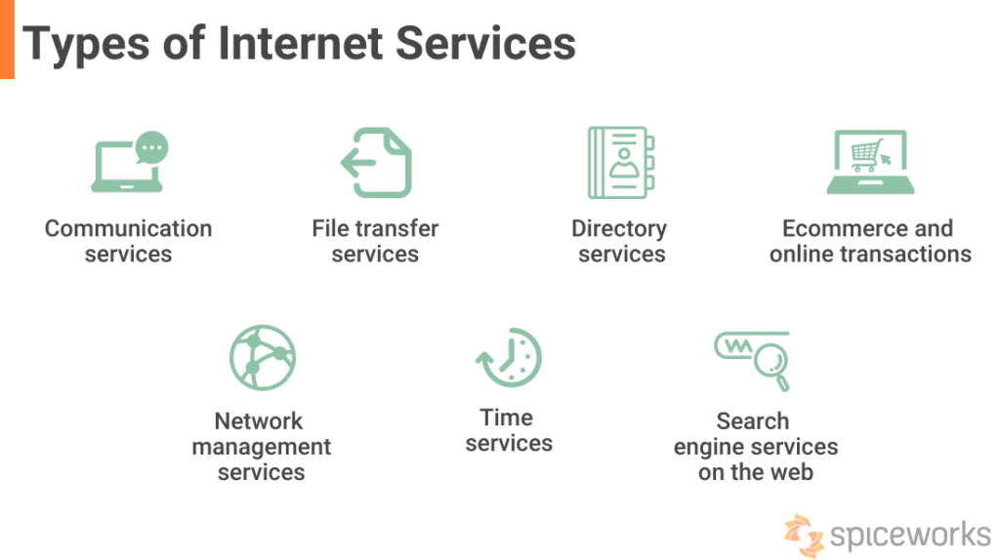 Types of Internet Services
Communication
services
File transfer
services
Directory
services
Ecommerce and
online transactions
Network
management
services
Time
services
Search
engine services
on the web
spiceworks